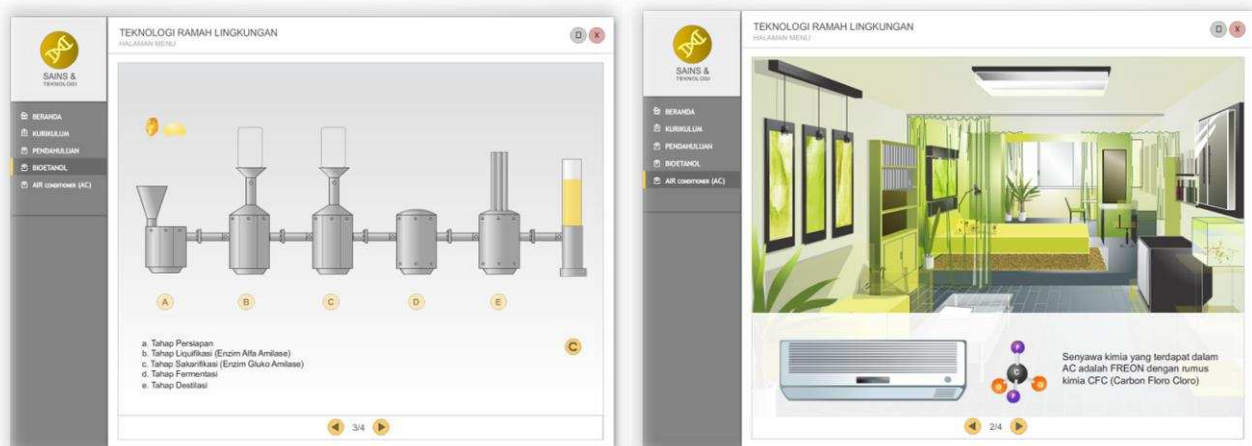 TEKNOLOGI RAMAH LINGKUNGAN
HALAMAN MENU
SAINS &
TEKNOLOGI
BERANDA
KURIKULUM
PENDAHULUAN
BIOETANOL
AIR CONDITIONER (AC)
A
B
C
D
E
a. Tahap Persiapan
b. Tahap Liquifikasi (Enzim Alfa Amilase)
c. Tahap Sakarifikasi (Enzim Gluko Amilase)
d. Tahap Fermentasi
e. Tahap Destilasi
C
3/4
TEKNOLOGI RAMAH LINGKUNGAN
HALAMAN MENU
SAINS &
TEKNOLOGI
BERANDA
KURIKULUM
PENDAHULUAN
BIOETANOL
AIR CONDITIONER (AC)
F
C
F
Senyawa kimia yang terdapat dalam
AC adalah FREON dengan rumus
kimia CFC (Carbon Floro Cloro)
2/4